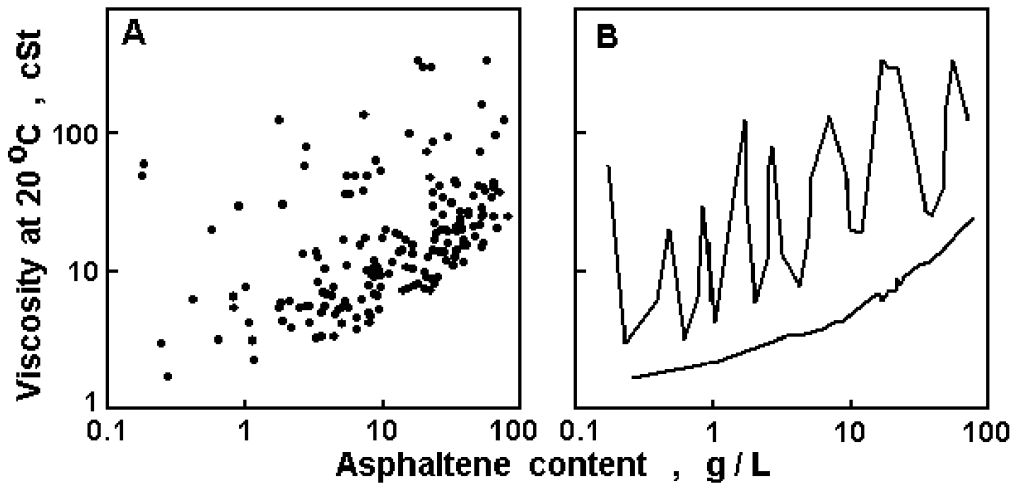 A
B
Viscosity at 20°C , cSt
100
10
1
0.1 1 10 100
0.1 1 10 100
Asphaltene content , g / L